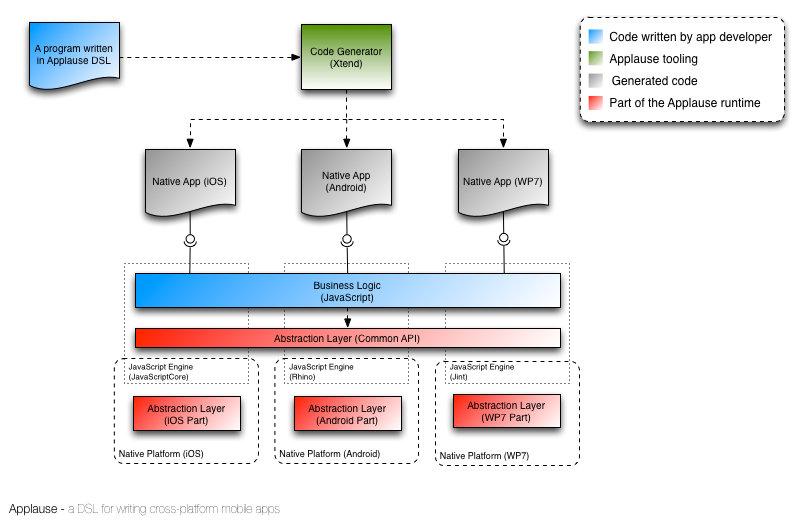 A program written
in Applause DSL
Code Generator
(Xtend)
Code written by app developer
Applause tooling
Generated code
Part of the Applause runtime
Native App (iOS)
Native App
(Android)
Native App (WP7)
Business Logic
(JavaScript)
Abstraction Layer (Common API)
JavaScript Engine
(JavaScriptCore)
JavaScript Engine
(Rhino)
JavaScript Engine
(Jint)
Abstraction Layer
(iOS Part)
Abstraction Layer
(Android Part)
Abstraction Layer
(WP7 Part)
Native Platform (iOS)
Native Platform (Android)
Native Platform (WP7)
Applause - a DSL for writing cross-platform mobile apps